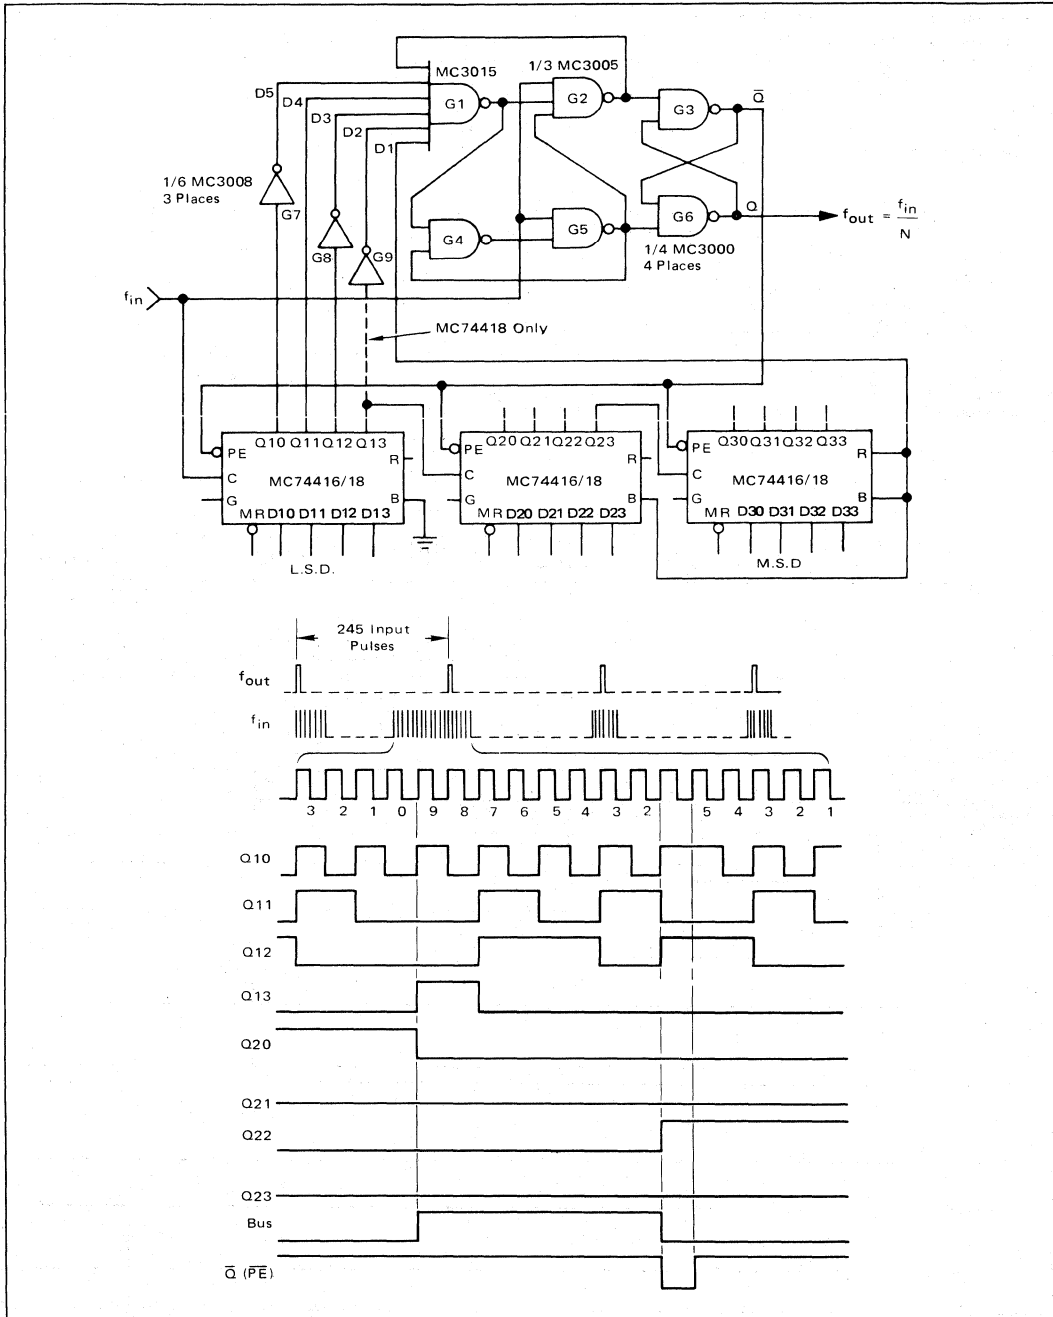 MC3015
1/3 MC3005
D5
D4
D3
D2
D1
G1
G2
G3
Q̅
1/6 MC3008
3 Places
G7
G8
G9
G4
G5
G6
Q
f_out = f_in / N
1/4 MC3000
4 Places
f_in
MC74418 Only
Q10 Q11 Q12 Q13
PE
R
C
MC74416/18
G
B
MR D10 D11 D12 D13
L.S.D.
Q20 Q21 Q22 Q23
PE
R
C
MC74416/18
G
B
MR D20 D21 D22 D23
Q30 Q31 Q32 Q33
PE
R
C
MC74416/18
G
B
MR D30 D31 D32 D33
M.S.D
245 Input
Pulses
f_out
f_in
3 2 1 0 9 8 7 6 5 4 3 2 5 4 3 2 1
Q10
Q11
Q12
Q13
Q20
Q21
Q22
Q23
Bus
Q̅ (P̅E̅)